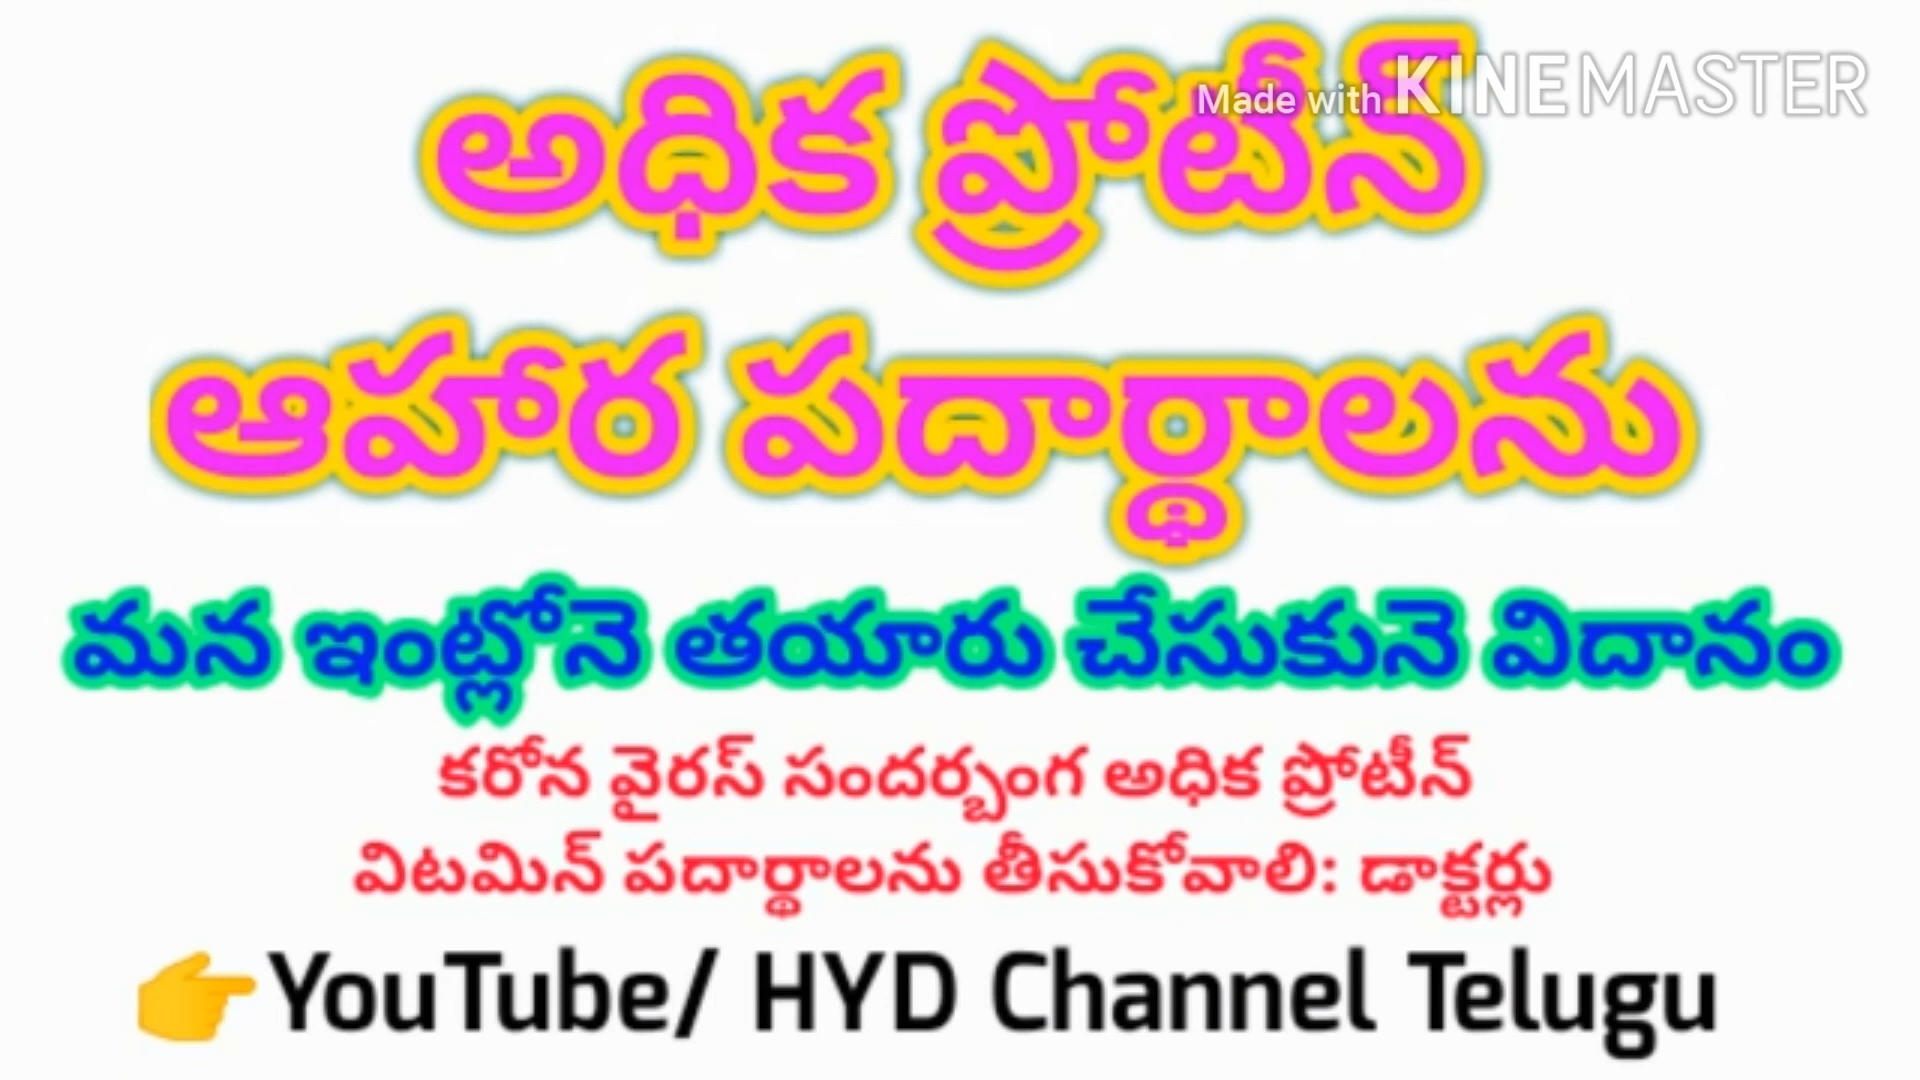 Made with KINEMASTER
అధిక ప్రోటీన్
ఆహార పదార్థాలను
మన ఇంట్లోనె తయారు చేసుకునె విదానం
కరోన వైరస్ సందర్బంగ అధిక ప్రోటీన్
విటమిన్ పదార్థాలను తీసుకోవాలి: డాక్టర్లు
👉YouTube/ HYD Channel Telugu